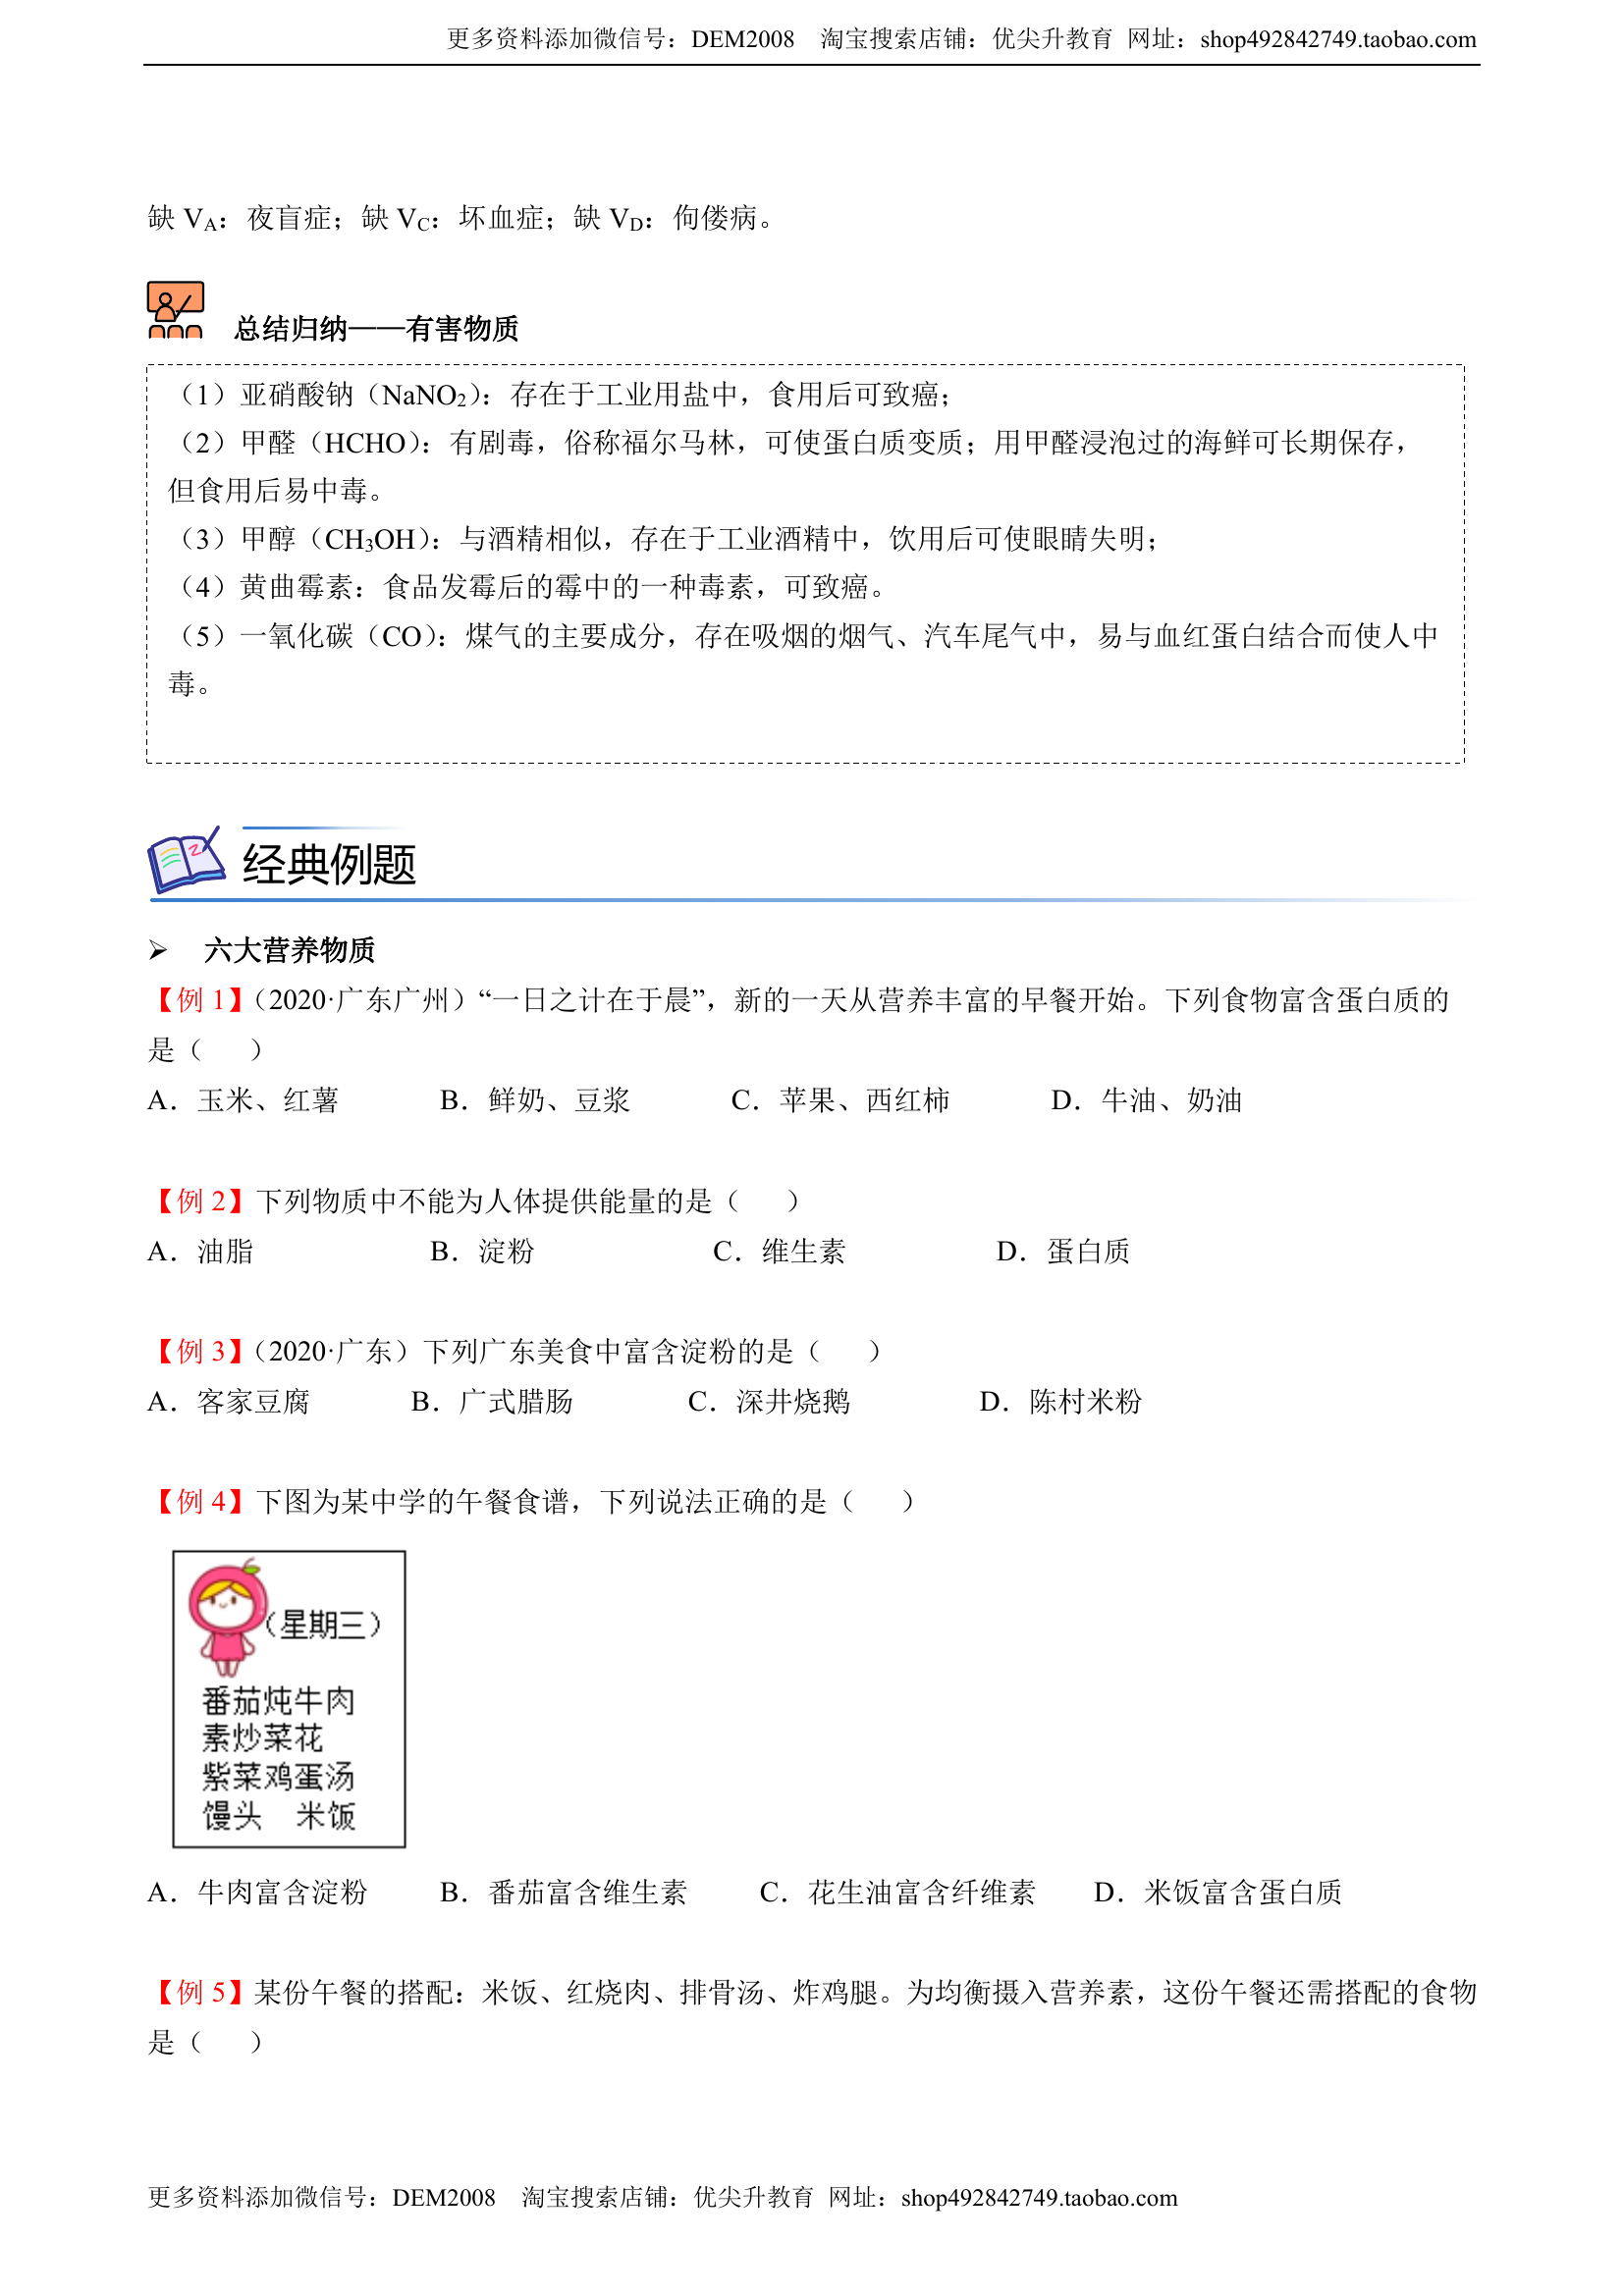 更多资料添加微信号：DEM2008 淘宝搜索店铺：优尖升教育 网址：shop492842749.taobao.com
缺 VA：夜盲症；缺 VC：坏血症；缺 VD：佝偻病。
总结归纳——有害物质
（1）亚硝酸钠（NaNO2）：存在于工业用盐中，食用后可致癌；
（2）甲醛（HCHO）：有剧毒，俗称福尔马林，可使蛋白质变质；用甲醛浸泡过的海鲜可长期保存，
但食用后易中毒。
（3）甲醇（CH3OH）：与酒精相似，存在于工业酒精中，饮用后可使眼睛失明；
（4）黄曲霉素：食品发霉后的霉中的一种毒素，可致癌。
（5）一氧化碳（CO）：煤气的主要成分，存在吸烟的烟气、汽车尾气中，易与血红蛋白结合而使人中
毒。
经典例题
➢ 六大营养物质
【例 1】（2020·广东广州）“一日之计在于晨”，新的一天从营养丰富的早餐开始。下列食物富含蛋白质的
是（ ）
A．玉米、红薯 B．鲜奶、豆浆 C．苹果、西红柿 D．牛油、奶油
【例 2】下列物质中不能为人体提供能量的是（ ）
A．油脂 B．淀粉 C．维生素 D．蛋白质
【例 3】（2020·广东）下列广东美食中富含淀粉的是（ ）
A．客家豆腐 B．广式腊肠 C．深井烧鹅 D．陈村米粉
【例 4】下图为某中学的午餐食谱，下列说法正确的是（ ）
（星期三）
番茄炖牛肉
素炒菜花
紫菜鸡蛋汤
馒头 米饭
A．牛肉富含淀粉 B．番茄富含维生素 C．花生油富含纤维素 D．米饭富含蛋白质
【例 5】某份午餐的搭配：米饭、红烧肉、排骨汤、炸鸡腿。为均衡摄入营养素，这份午餐还需搭配的食物
是（ ）
更多资料添加微信号：DEM2008 淘宝搜索店铺：优尖升教育 网址：shop492842749.taobao.com